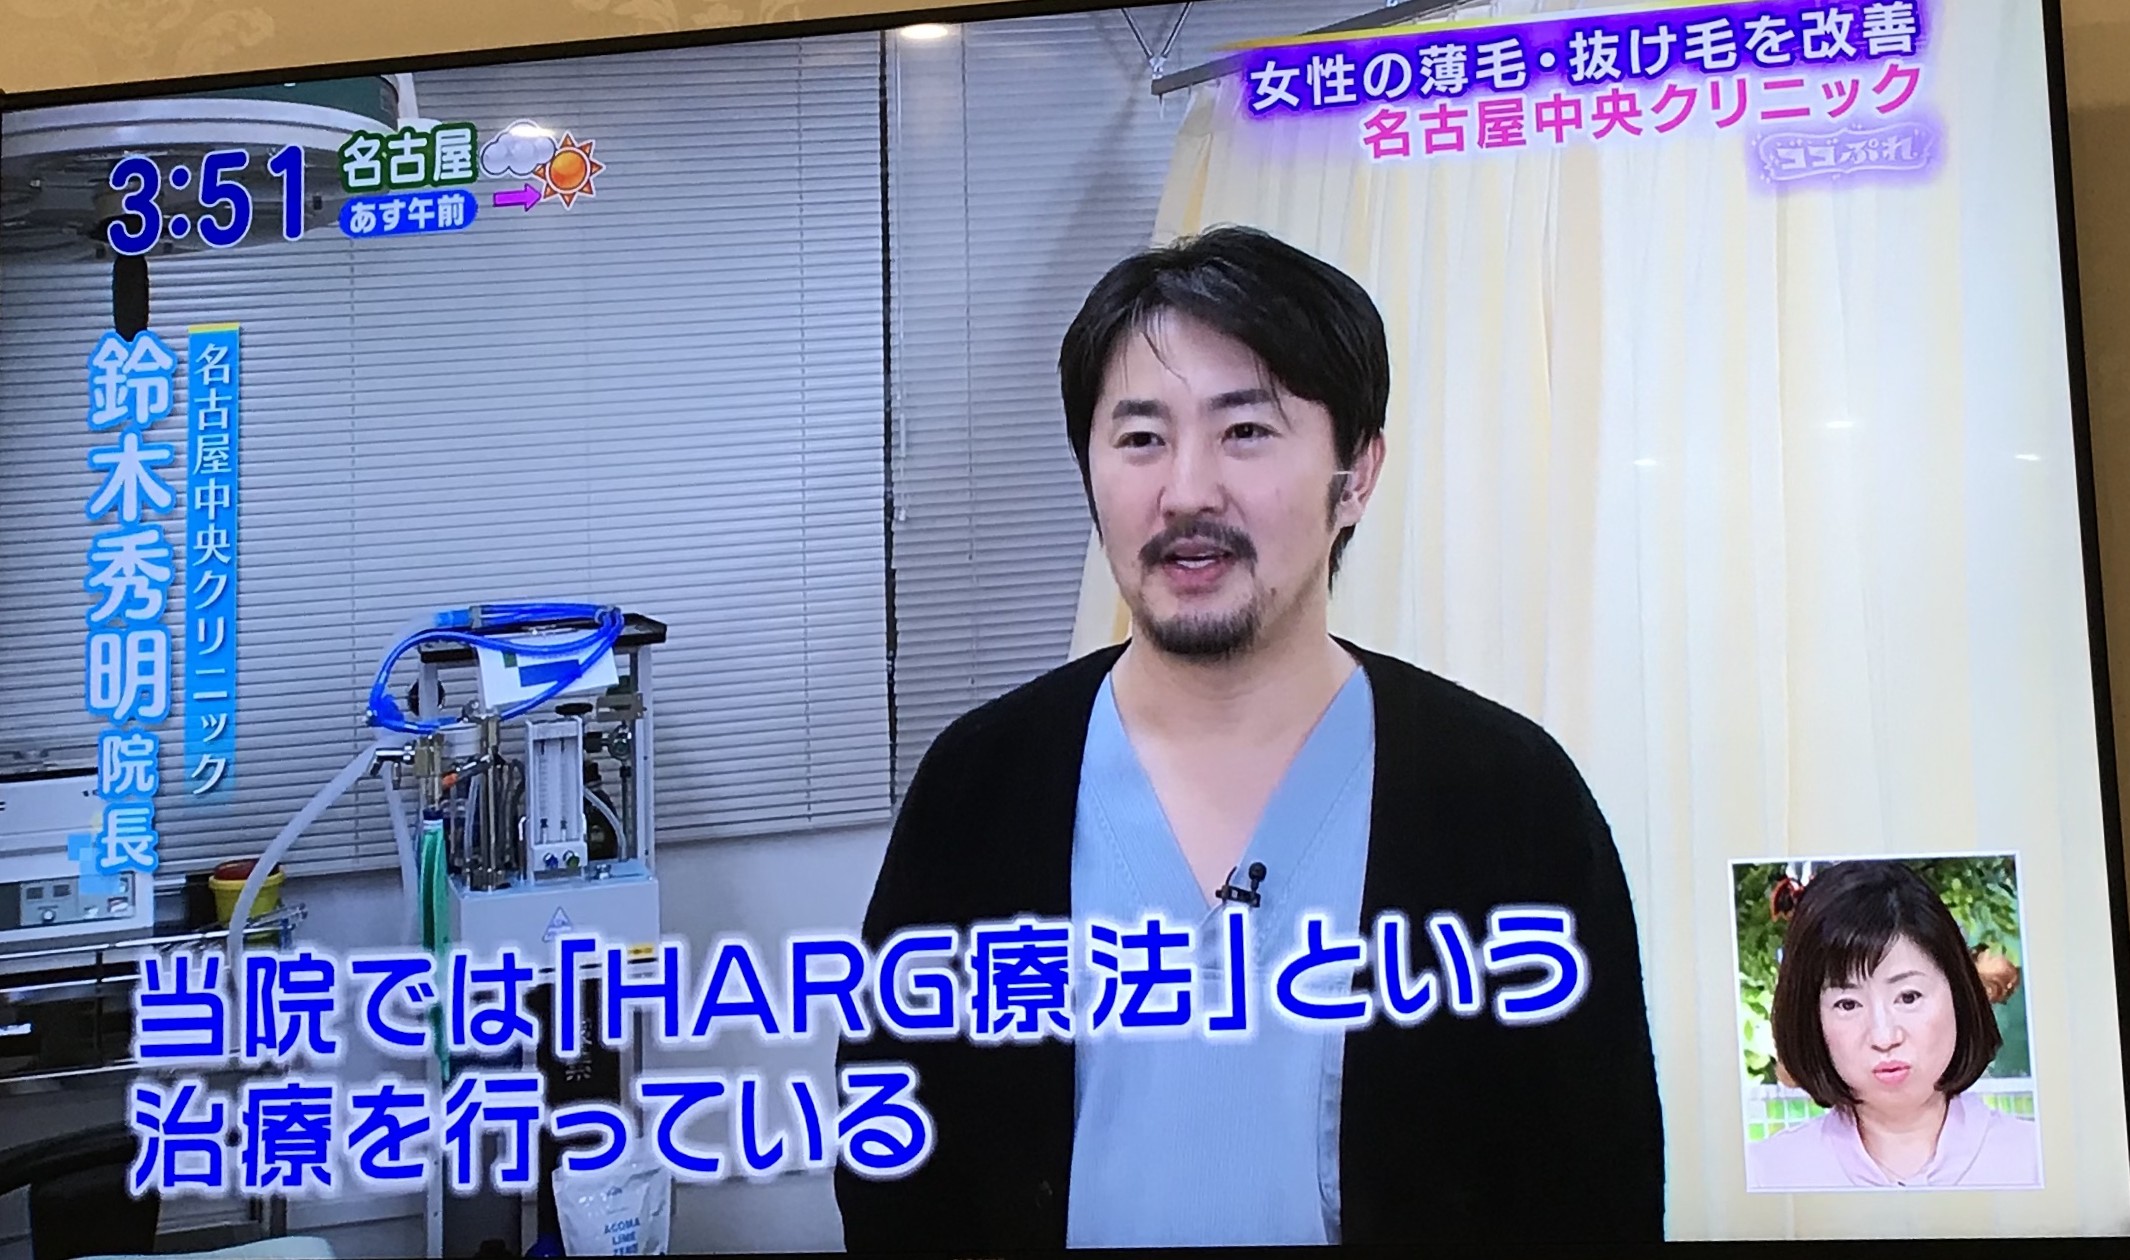 女性の薄毛・抜け毛を改善
名古屋中央クリニック
ゴゴぷれ
3:51
名古屋
あす午前
名古屋中央クリニック
鈴木秀明院長
当院では「HARG療法」という
治療を行っている
LIME